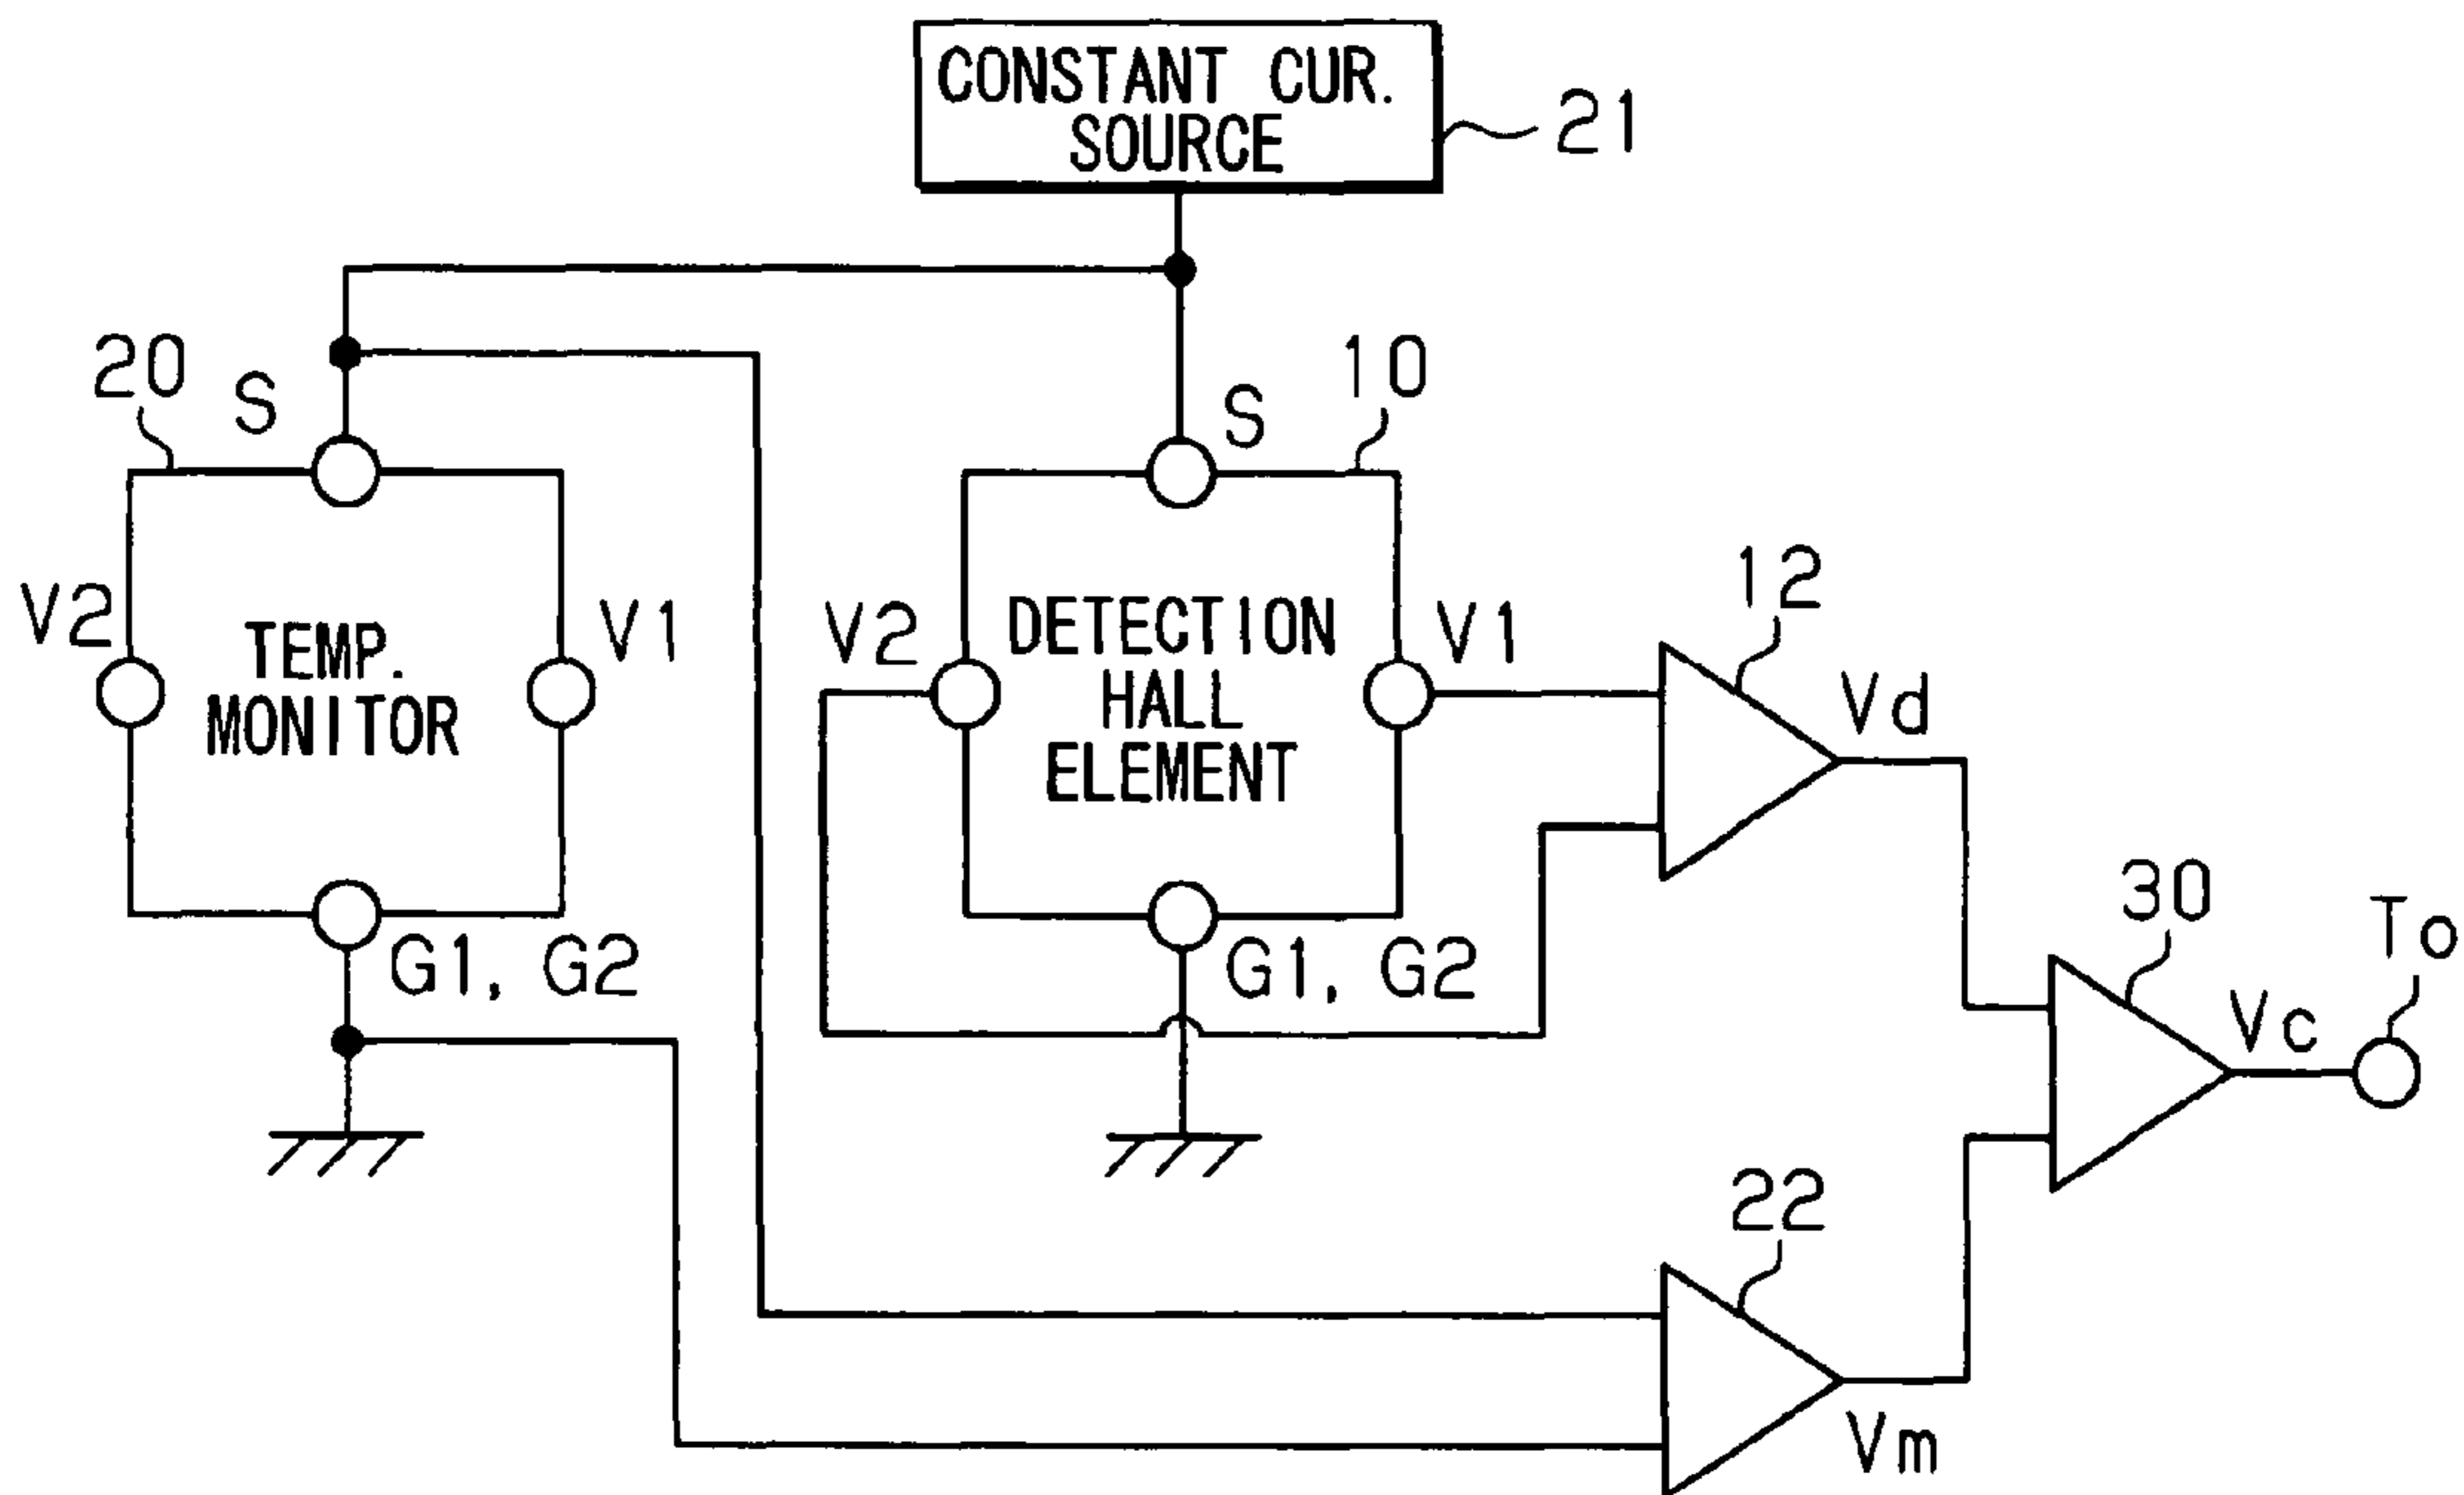 CONSTANT CUR.
SOURCE
21
20
S
10
S
12
V2
TEMP.
MONITOR
V1
V2
DETECTION
HALL
ELEMENT
V1
Vd
30
To
G1, G2
G1, G2
Vc
22
Vm